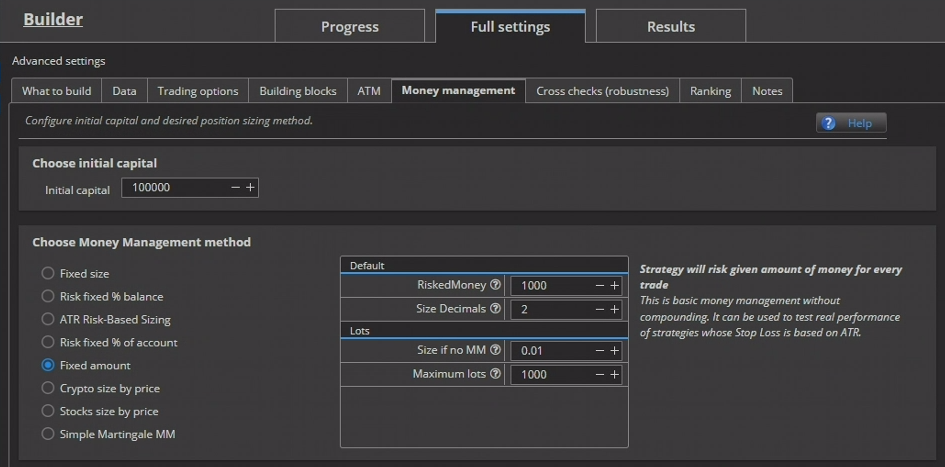 Builder
Progress
Full settings
Results
Advanced settings
What to build
Data
Trading options
Building blocks
ATM
Money management
Cross checks (robustness)
Ranking
Notes
Configure initial capital and desired position sizing method.
? Help
Choose initial capital
Initial capital 100000 − +
Choose Money Management method
Fixed size
Risk fixed % balance
ATR Risk-Based Sizing
Risk fixed % of account
Fixed amount
Crypto size by price
Stocks size by price
Simple Martingale MM
Default
RiskedMoney ? 1000 − +
Size Decimals ? 2 − +
Lots
Size if no MM ? 0.01 − +
Maximum lots ? 1000 − +
Strategy will risk given amount of money for every
trade
This is basic money management without
compounding. It can be used to test real performance
of strategies whose Stop Loss is based on ATR.